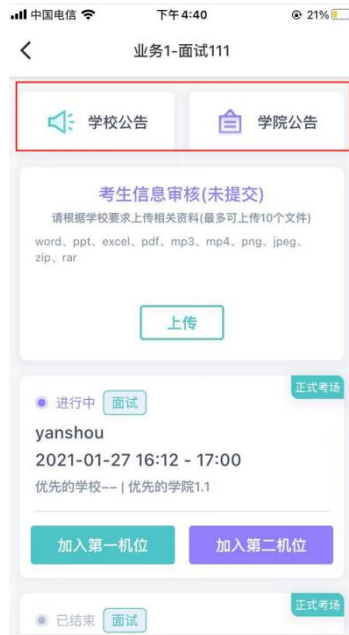 中国电信 下午4:40 21%
业务1-面试111
学校公告 学院公告
考生信息审核(未提交)
请根据学校要求上传相关资料(最多可上传10个文件)
word、ppt、excel、pdf、mp3、mp4、png、jpeg、
zip、rar
上传
正式考场
进行中 面试
yanshou
2021-01-27 16:12 - 17:00
优先的学校-- | 优先的学院1.1
加入第一机位 加入第二机位
正式考场
已结束 面试